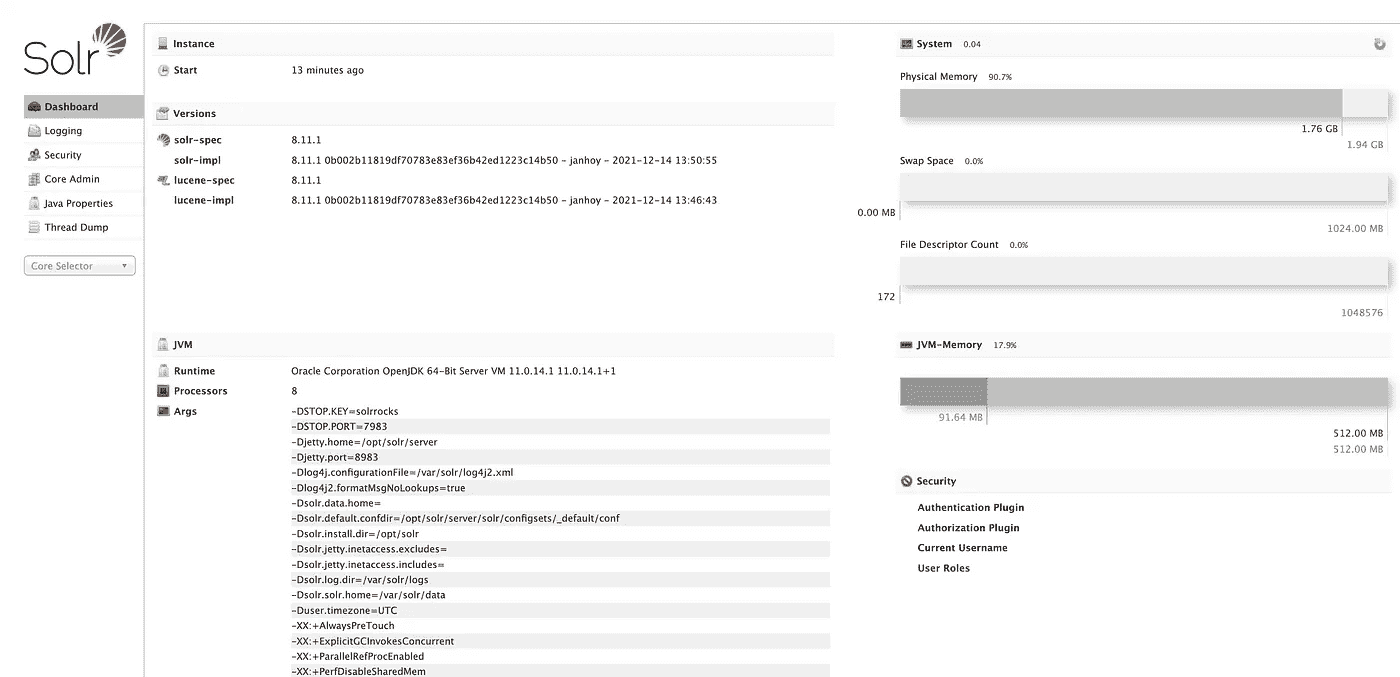 Solr
Dashboard
Logging
Security
Core Admin
Java Properties
Thread Dump
Core Selector
Instance
Start 13 minutes ago
Versions
solr-spec 8.11.1
solr-impl 8.11.1 0b002b11819df70783e83ef36b42ed1223c14b50 - janhoy - 2021-12-14 13:50:55
lucene-spec 8.11.1
lucene-impl 8.11.1 0b002b11819df70783e83ef36b42ed1223c14b50 - janhoy - 2021-12-14 13:46:43
JVM
Runtime Oracle Corporation OpenJDK 64-Bit Server VM 11.0.14.1 11.0.14.1+1
Processors 8
Args -DSTOP.KEY=solrrocks
-DSTOP.PORT=7983
-Djetty.home=/opt/solr/server
-Djetty.port=8983
-Dlog4j.configurationFile=/var/solr/log4j2.xml
-Dlog4j2.formatMsgNoLookups=true
-Dsolr.data.home=
-Dsolr.default.confdir=/opt/solr/server/solr/configsets/_default/conf
-Dsolr.install.dir=/opt/solr
-Dsolr.jetty.inetaccess.excludes=
-Dsolr.jetty.inetaccess.includes=
-Dsolr.log.dir=/var/solr/logs
-Dsolr.solr.home=/var/solr/data
-Duser.timezone=UTC
-XX:+AlwaysPreTouch
-XX:+ExplicitGCInvokesConcurrent
-XX:+ParallelRefProcEnabled
-XX:+PerfDisableSharedMem
System 0.04
Physical Memory 90.7%
1.76 GB
1.94 GB
Swap Space 0.0%
0.00 MB
1024.00 MB
File Descriptor Count 0.0%
172
1048576
JVM-Memory 17.9%
91.64 MB
512.00 MB
512.00 MB
Security
Authentication Plugin
Authorization Plugin
Current Username
User Roles